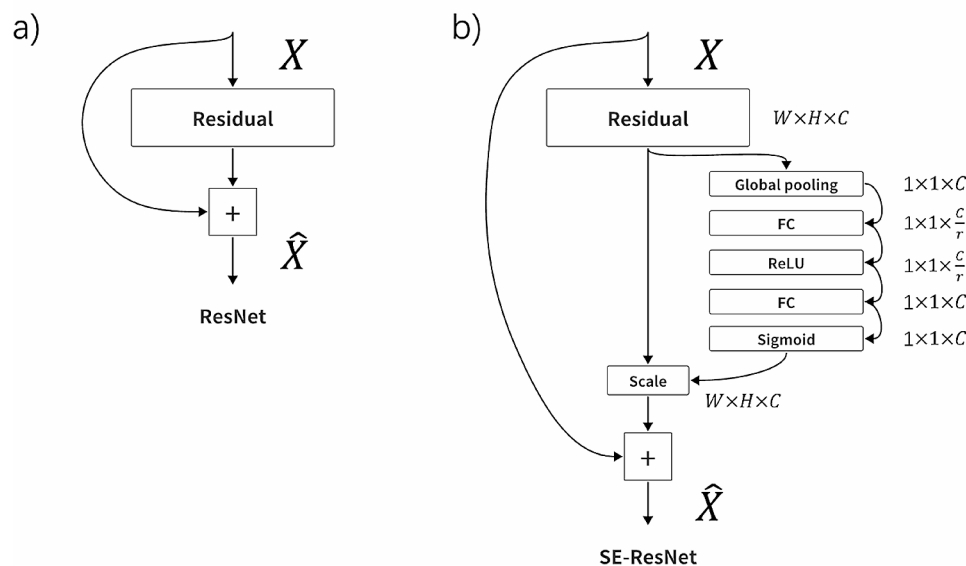 a)
X
Residual
+
X̂
ResNet
b)
X
Residual
W×H×C
Global pooling
1×1×C
FC
1×1×C/r
ReLU
1×1×C/r
FC
1×1×C
Sigmoid
1×1×C
Scale
W×H×C
+
X̂
SE-ResNet